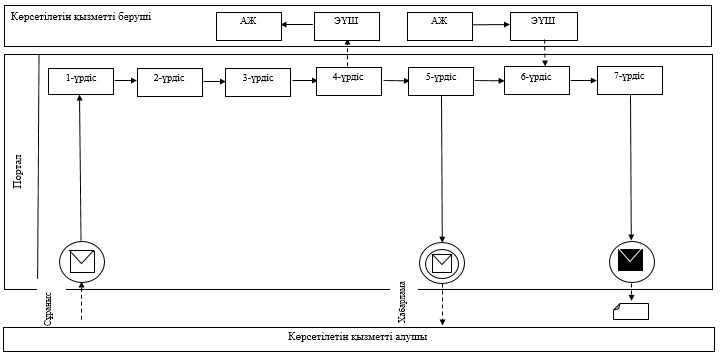 Көрсетілетін қызметті беруші
АЖ
ЭҮШ
АЖ
ЭҮШ
1-үрдіс
2-үрдіс
3-үрдіс
4-үрдіс
5-үрдіс
6-үрдіс
7-үрдіс
Портал
Сұраныс
Хабарлама
Көрсетілетін қызметті алушы